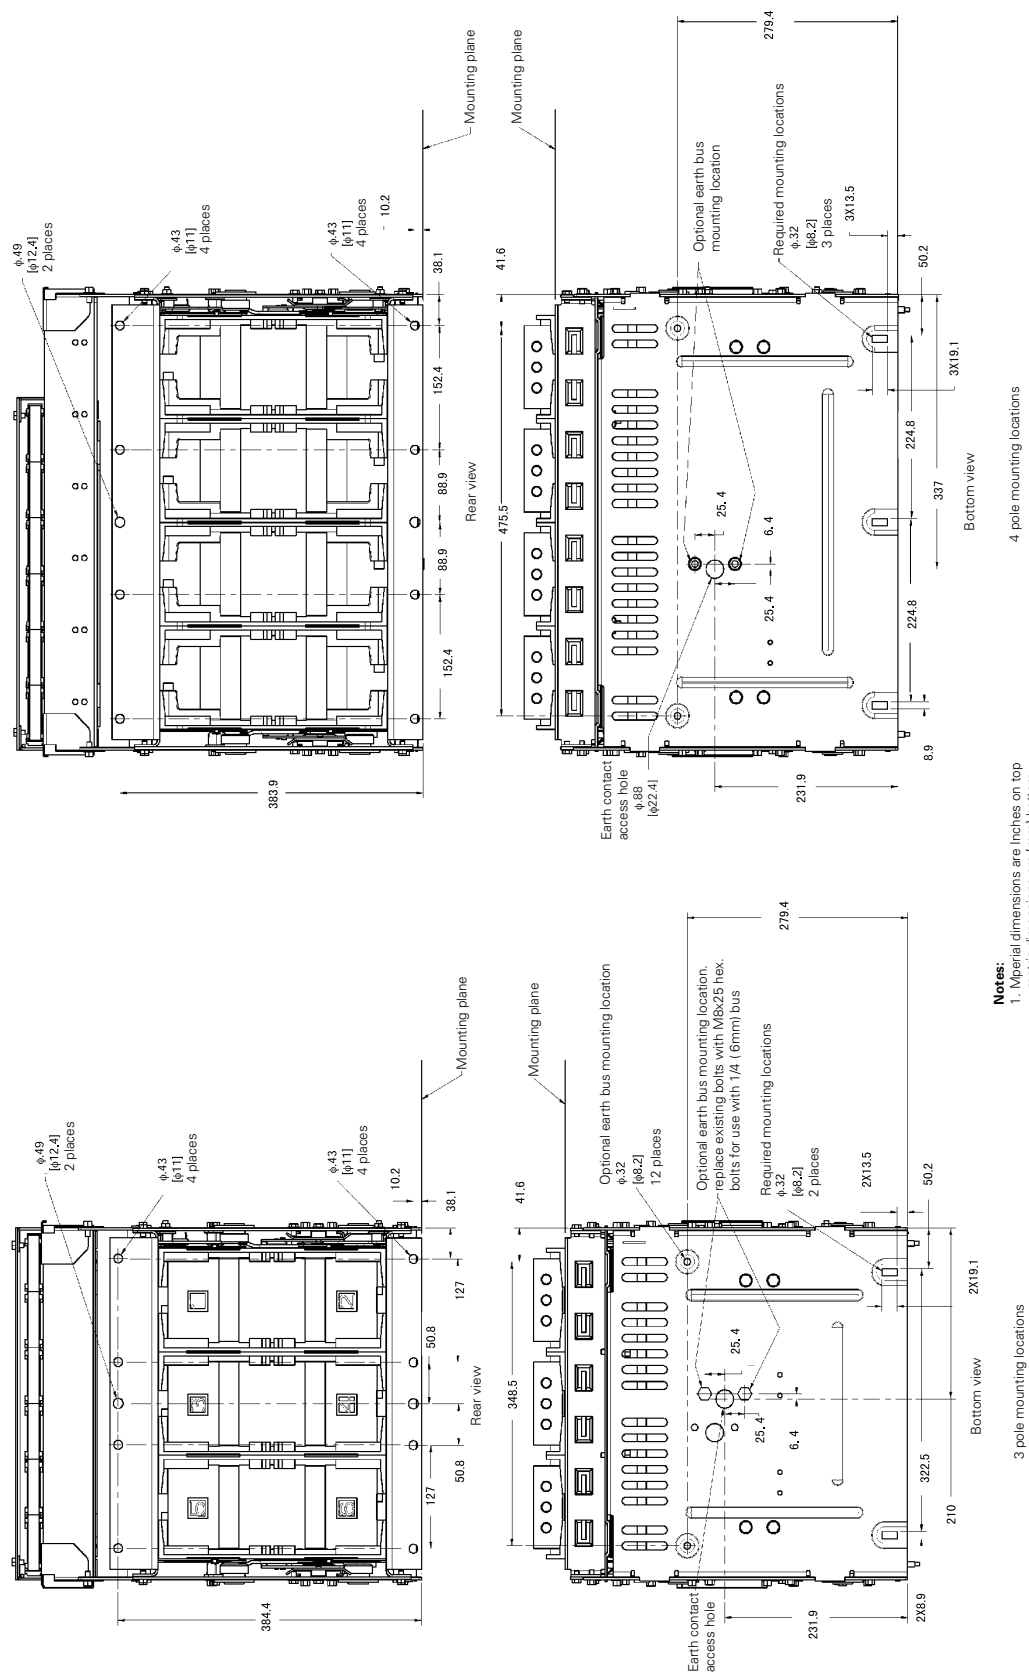 ϕ.49
[ϕ12.4]
2 places
ϕ.43
[ϕ11]
4 places
ϕ.43
[ϕ11]
4 places
10.2
Mounting plane
38.1
152.4
88.9
88.9
152.4
383.9
Rear view
Mounting plane
41.6
475.5
279.4
Optional earth bus
mounting location
Required mounting locations
ϕ.32
[ϕ8.2]
3 places
3X13.5
50.2
3X19.1
224.8
337
224.8
25.4
6.4
25.4
8.9
231.9
Earth contact
access hole
ϕ.88
[ϕ22.4]
Bottom view
4 pole mounting locations
ϕ.49
[ϕ12.4]
2 places
ϕ.43
[ϕ11]
4 places
ϕ.43
[ϕ11]
4 places
10.2
Mounting plane
38.1
127
50.8
50.8
127
384.4
Rear view
Mounting plane
41.6
348.5
279.4
Optional earth bus mounting location
ϕ.32
[ϕ8.2]
12 places
Optional earth bus mounting location.
replace existing bolts with M8x25 hex.
bolts for use with 1/4 ( 6mm) bus
Required mounting locations
ϕ.32
[ϕ8.2]
2 places
2X13.5
50.2
2X19.1
25.4
25.4
6.4
322.5
210
2X8.9
231.9
Earth contact
access hole
Bottom view
3 pole mounting locations
Notes:
1. Mperial dimensions are Inches on top